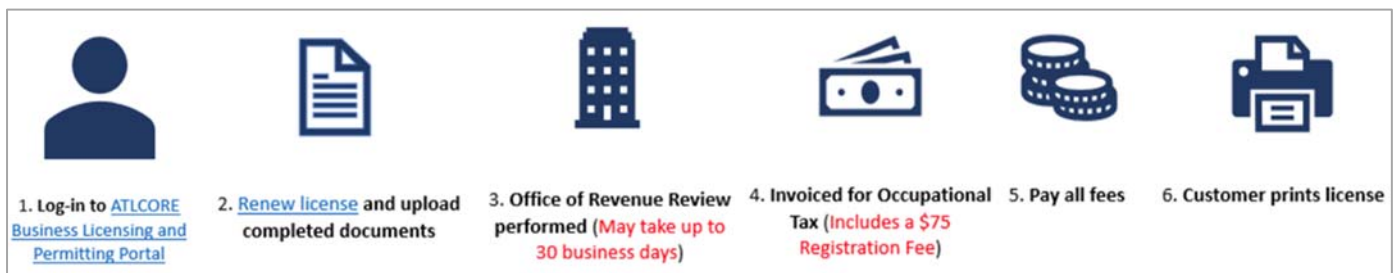 1. Log-in to ATLCORE
Business Licensing and
Permitting Portal
2. Renew license and upload
completed documents
3. Office of Revenue Review
performed (May take up to
30 business days)
4. Invoiced for Occupational
Tax (Includes a $75
Registration Fee)
5. Pay all fees
6. Customer prints license